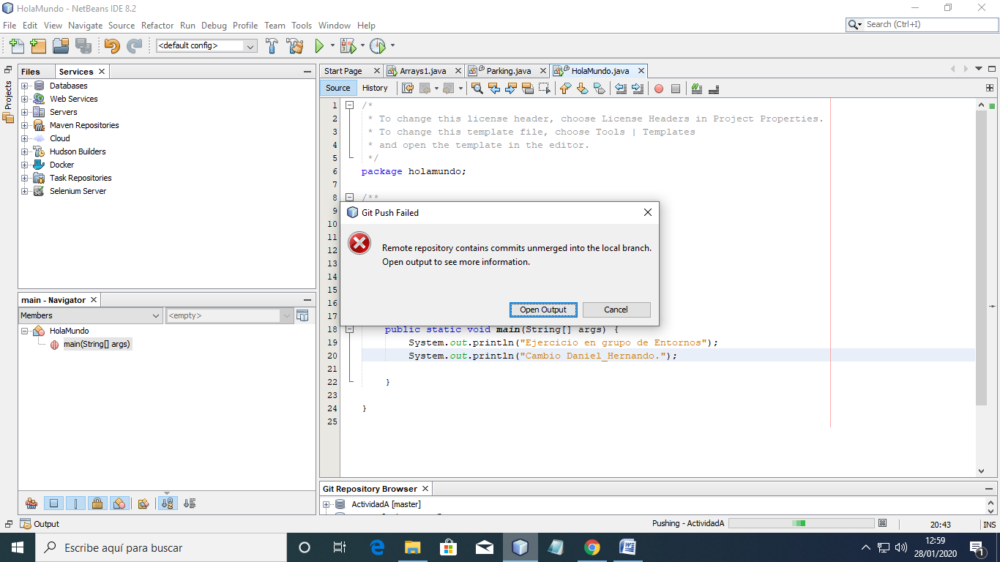 HolaMundo - NetBeans IDE 8.2
File Edit View Navigate Source Refactor Run Debug Profile Team Tools Window Help
Search (Ctrl+I)
<default config>
Projects
Files Services
Databases
Web Services
Servers
Maven Repositories
Cloud
Hudson Builders
Docker
Task Repositories
Selenium Server
main - Navigator
Members <empty>
HolaMundo
main(String[] args)
Start Page Arrays1.java Parking.java HolaMundo.java
Source History
1 /*
2 * To change this license header, choose License Headers in Project Properties.
3 * To change this template file, choose Tools | Templates
4 * and open the template in the editor.
5 */
6 package holamundo;
7
8 /**
9
10
11
12
13
14
15
16
17
18 public static void main(String[] args) {
19 System.out.println("Ejercicio en grupo de Entornos");
20 System.out.println("Cambio Daniel_Hernando.");
21
22 }
23
24 }
25
Git Push Failed
Remote repository contains commits unmerged into the local branch.
Open output to see more information.
Open Output Cancel
Git Repository Browser
ActividadA [master]
Output
Pushing - ActividadA
20:43 INS
Escribe aquí para buscar
12:59
28/01/2020
1